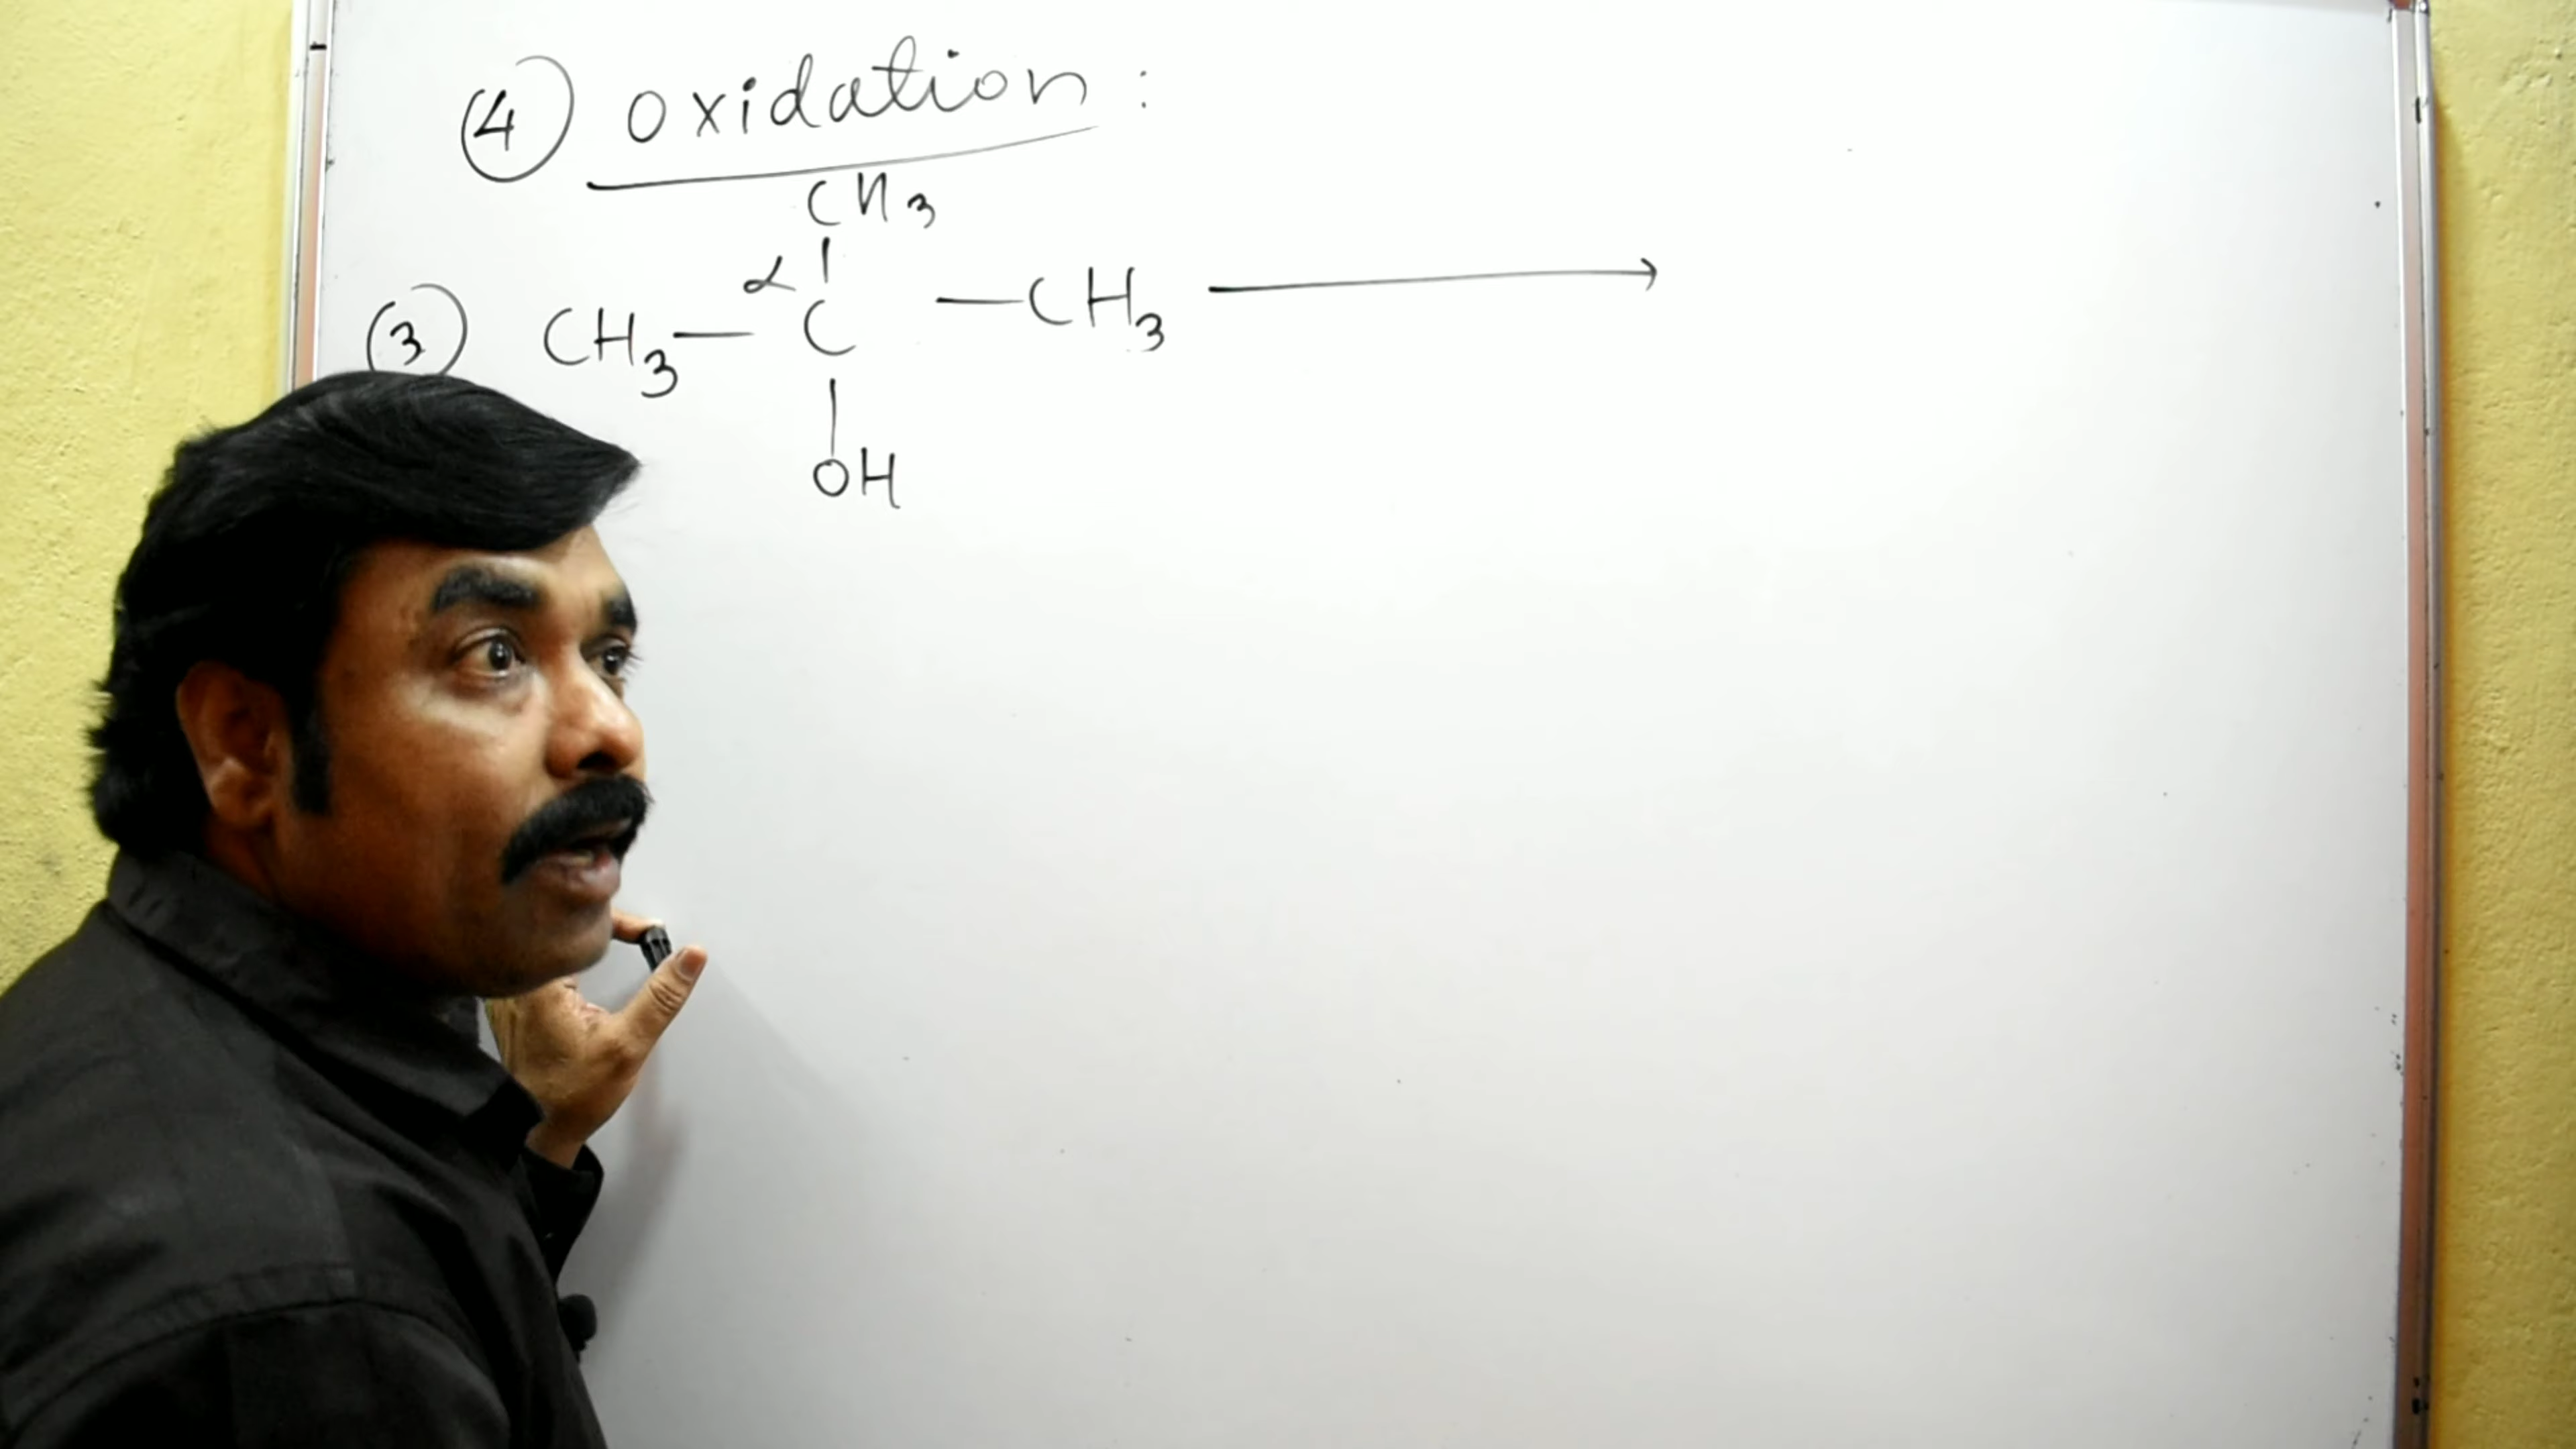 ④ oxidation :
CH3
α |
③ CH3 — C — CH3 ⟶
|
OH